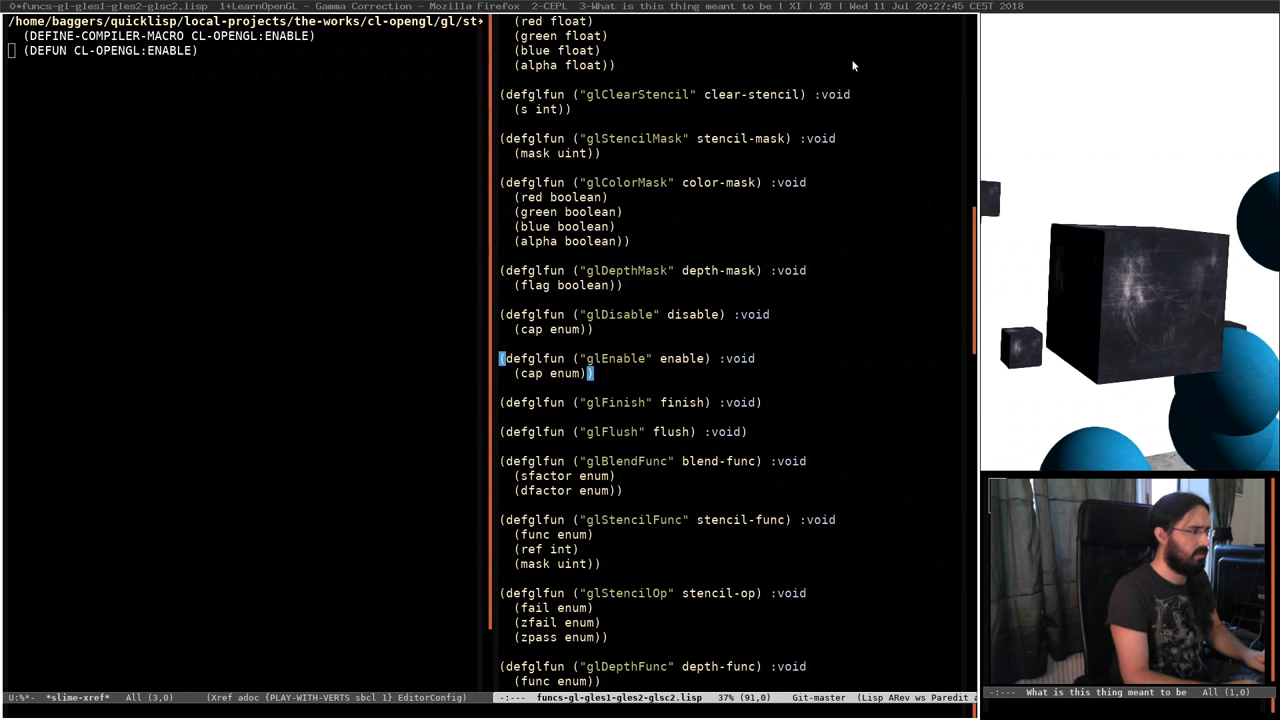 0*funcs-gl-gles1-gles2-glsc2.lisp 1+LearnOpenGL – Gamma Correction – Mozilla Firefox 2-CEPL 3-What is this thing meant to be | %I | %B | Wed 11 Jul 20:27:45 CEST 2018
/home/baggers/quicklisp/local-projects/the-works/cl-opengl/gl/st→
(DEFINE-COMPILER-MACRO CL-OPENGL:ENABLE)
(DEFUN CL-OPENGL:ENABLE)
U:%*- *slime-xref* All (3,0) (Xref adoc {PLAY-WITH-VERTS sbcl 1} EditorConfig)
(red float)
(green float)
(blue float)
(alpha float))
(defglfun ("glClearStencil" clear-stencil) :void
(s int))
(defglfun ("glStencilMask" stencil-mask) :void
(mask uint))
(defglfun ("glColorMask" color-mask) :void
(red boolean)
(green boolean)
(blue boolean)
(alpha boolean))
(defglfun ("glDepthMask" depth-mask) :void
(flag boolean))
(defglfun ("glDisable" disable) :void
(cap enum))
(defglfun ("glEnable" enable) :void
(cap enum))
(defglfun ("glFinish" finish) :void)
(defglfun ("glFlush" flush) :void)
(defglfun ("glBlendFunc" blend-func) :void
(sfactor enum)
(dfactor enum))
(defglfun ("glStencilFunc" stencil-func) :void
(func enum)
(ref int)
(mask uint))
(defglfun ("glStencilOp" stencil-op) :void
(fail enum)
(zfail enum)
(zpass enum))
(defglfun ("glDepthFunc" depth-func) :void
(func enum))
-:--- funcs-gl-gles1-gles2-glsc2.lisp 37% (91,0) Git-master (Lisp ARev ws Paredit a
-:--- What is this thing meant to be All (1,0)